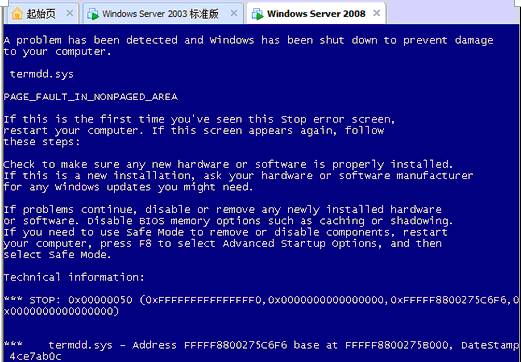 起始页 Windows Server 2003 标准版 Windows Server 2008
A problem has been detected and Windows has been shut down to prevent damage
to your computer.
termdd.sys
PAGE_FAULT_IN_NONPAGED_AREA
If this is the first time you've seen this Stop error screen,
restart your computer. If this screen appears again, follow
these steps:
Check to make sure any new hardware or software is properly installed.
If this is a new installation, ask your hardware or software manufacturer
for any Windows updates you might need.
If problems continue, disable or remove any newly installed hardware
or software. Disable BIOS memory options such as caching or shadowing.
If you need to use Safe Mode to remove or disable components, restart
your computer, press F8 to select Advanced Startup Options, and then
select Safe Mode.
Technical information:
*** STOP: 0x00000050 (0xFFFFFFFFFFFFFFF0,0x0000000000000000,0xFFFFF8800275C6F6,0
x0000000000000000)
*** termdd.sys - Address FFFFF8800275C6F6 base at FFFFF8800275B000, DateStamp
4ce7ab0c